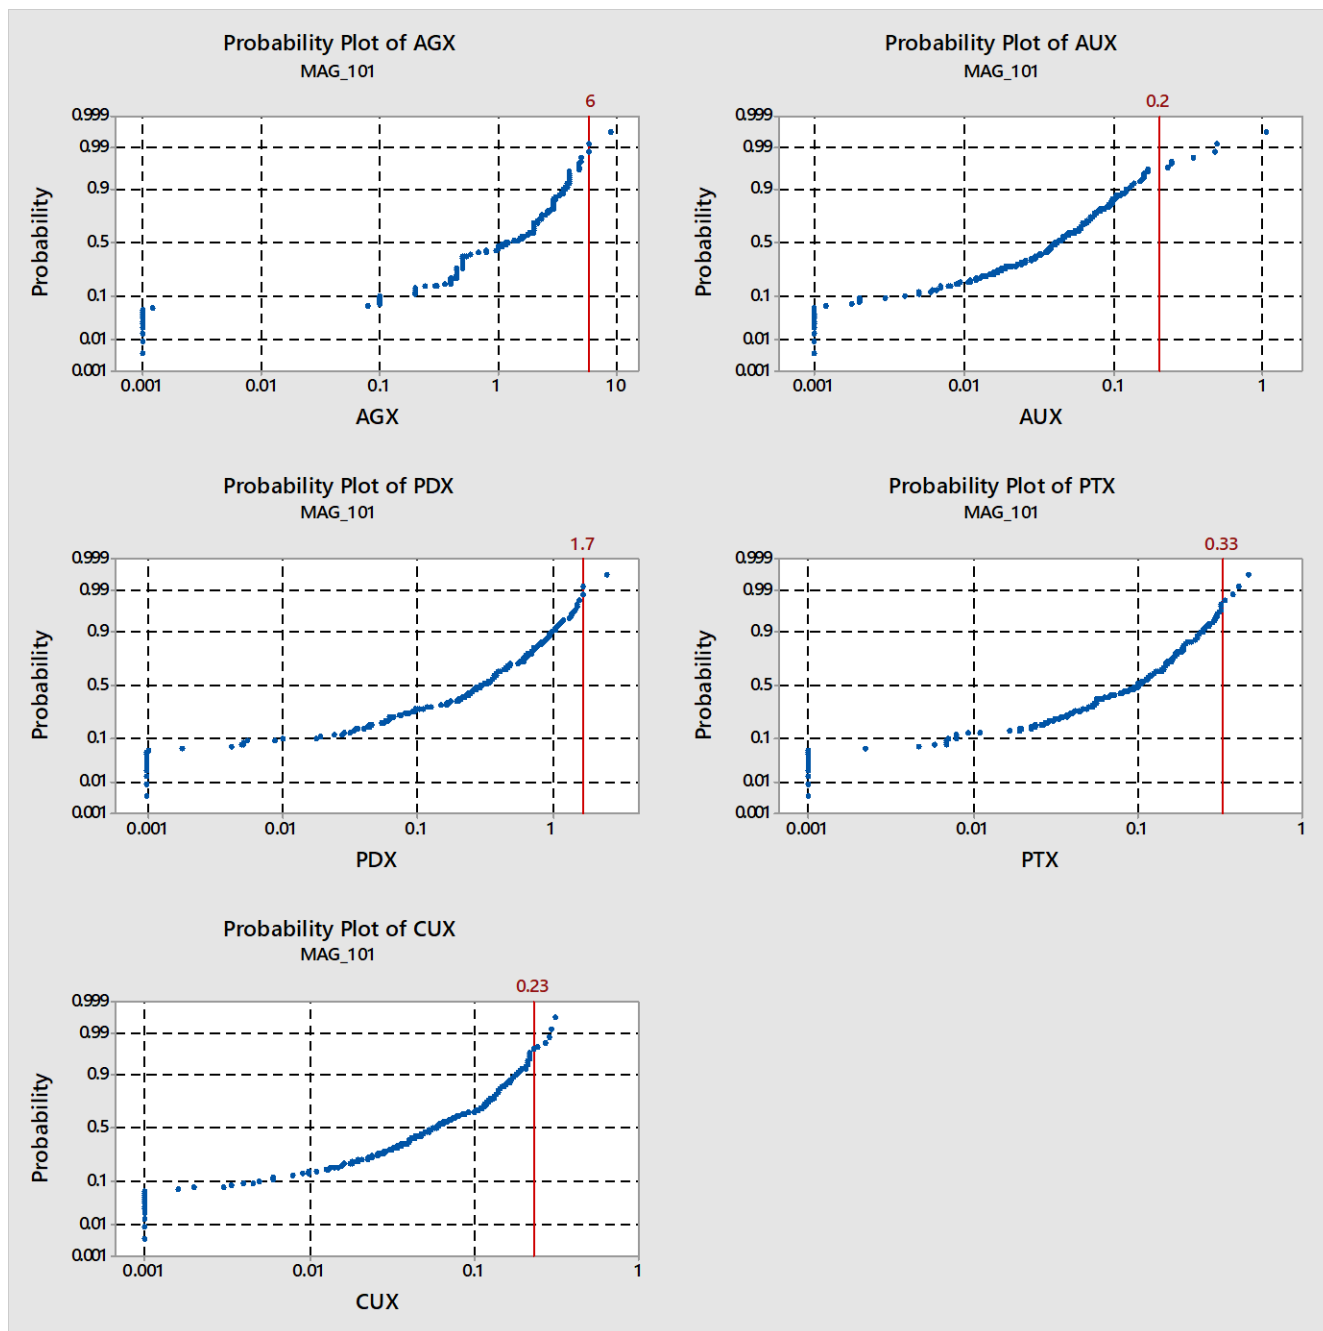 Probability Plot of AGX
MAG_101
6
0.999
0.99
0.9
0.5
0.1
0.01
0.001
Probability
0.001 0.01 0.1 1 10
AGX
Probability Plot of AUX
MAG_101
0.2
0.999
0.99
0.9
0.5
0.1
0.01
0.001
Probability
0.001 0.01 0.1 1
AUX
Probability Plot of PDX
MAG_101
1.7
0.999
0.99
0.9
0.5
0.1
0.01
0.001
Probability
0.001 0.01 0.1 1
PDX
Probability Plot of PTX
MAG_101
0.33
0.999
0.99
0.9
0.5
0.1
0.01
0.001
Probability
0.001 0.01 0.1 1
PTX
Probability Plot of CUX
MAG_101
0.23
0.999
0.99
0.9
0.5
0.1
0.01
0.001
Probability
0.001 0.01 0.1 1
CUX